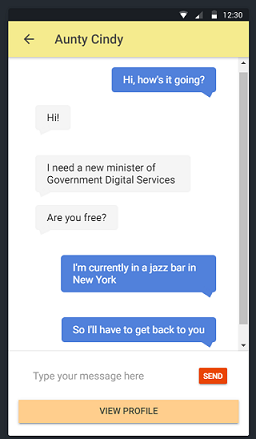 12:30
Aunty Cindy
Hi, how's it going?
Hi!
I need a new minister of
Government Digital Services
Are you free?
I'm currently in a jazz bar in
New York
So I'll have to get back to you
Type your message here
SEND
VIEW PROFILE